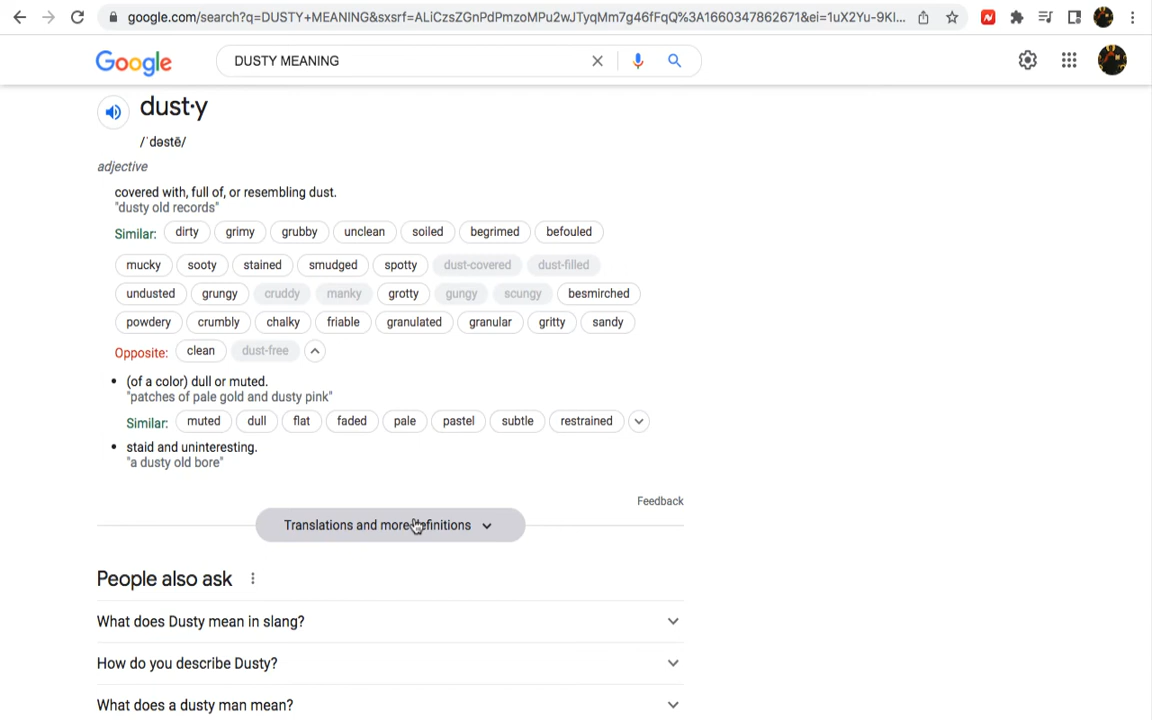 google.com/search?q=DUSTY+MEANING&sxsrf=ALiCzsZGnPdPmzoMPu2wJTyqMm7g46fFqQ%3A1660347862671&ei=1uX2Yu-9KI...
Google
DUSTY MEANING
dust·y
/ˈdəstē/
adjective
covered with, full of, or resembling dust.
"dusty old records"
Similar: dirty grimy grubby unclean soiled begrimed befouled
mucky sooty stained smudged spotty dust-covered dust-filled
undusted grungy cruddy manky grotty gungy scungy besmirched
powdery crumbly chalky friable granulated granular gritty sandy
Opposite: clean dust-free
• (of a color) dull or muted.
"patches of pale gold and dusty pink"
Similar: muted dull flat faded pale pastel subtle restrained
• staid and uninteresting.
"a dusty old bore"
Feedback
Translations and more definitions
People also ask
What does Dusty mean in slang?
How do you describe Dusty?
What does a dusty man mean?